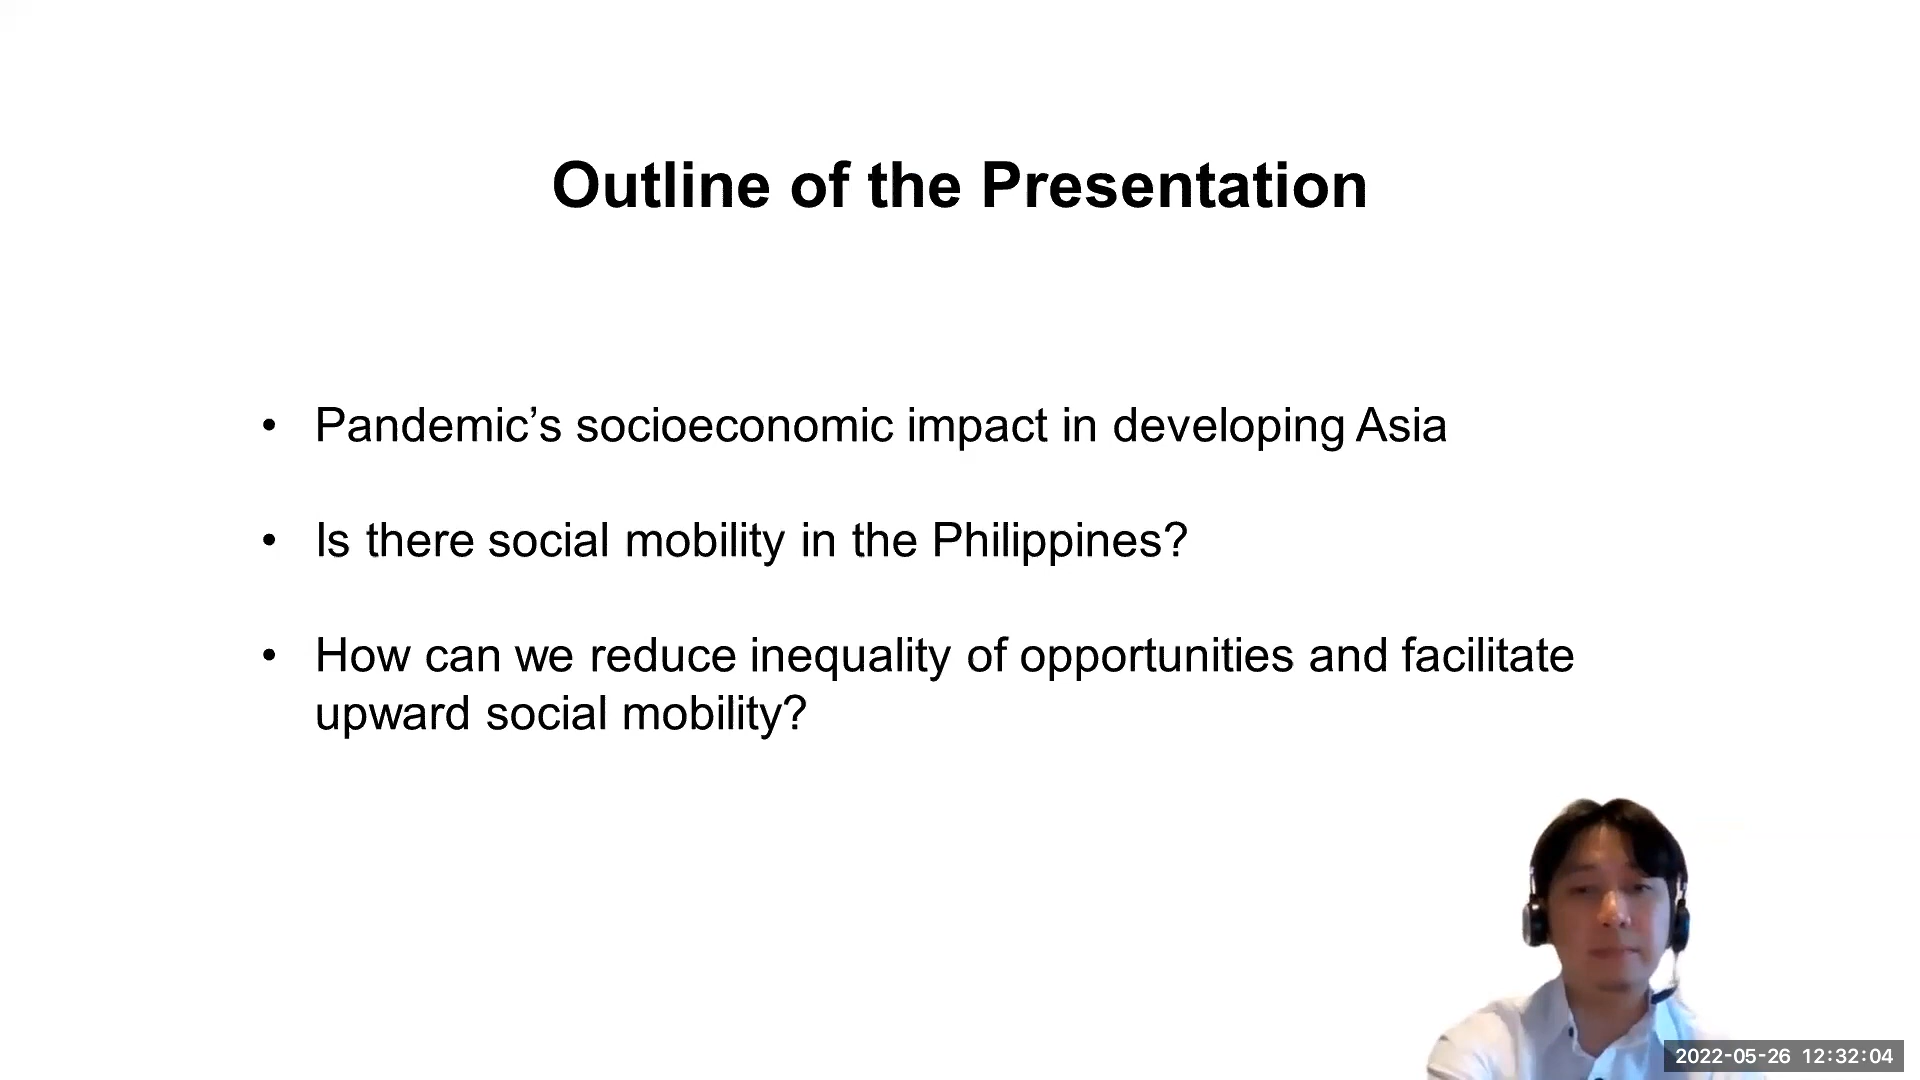 Outline of the Presentation
• Pandemic’s socioeconomic impact in developing Asia
• Is there social mobility in the Philippines?
• How can we reduce inequality of opportunities and facilitate
upward social mobility?
2022-05-26 12:32:04